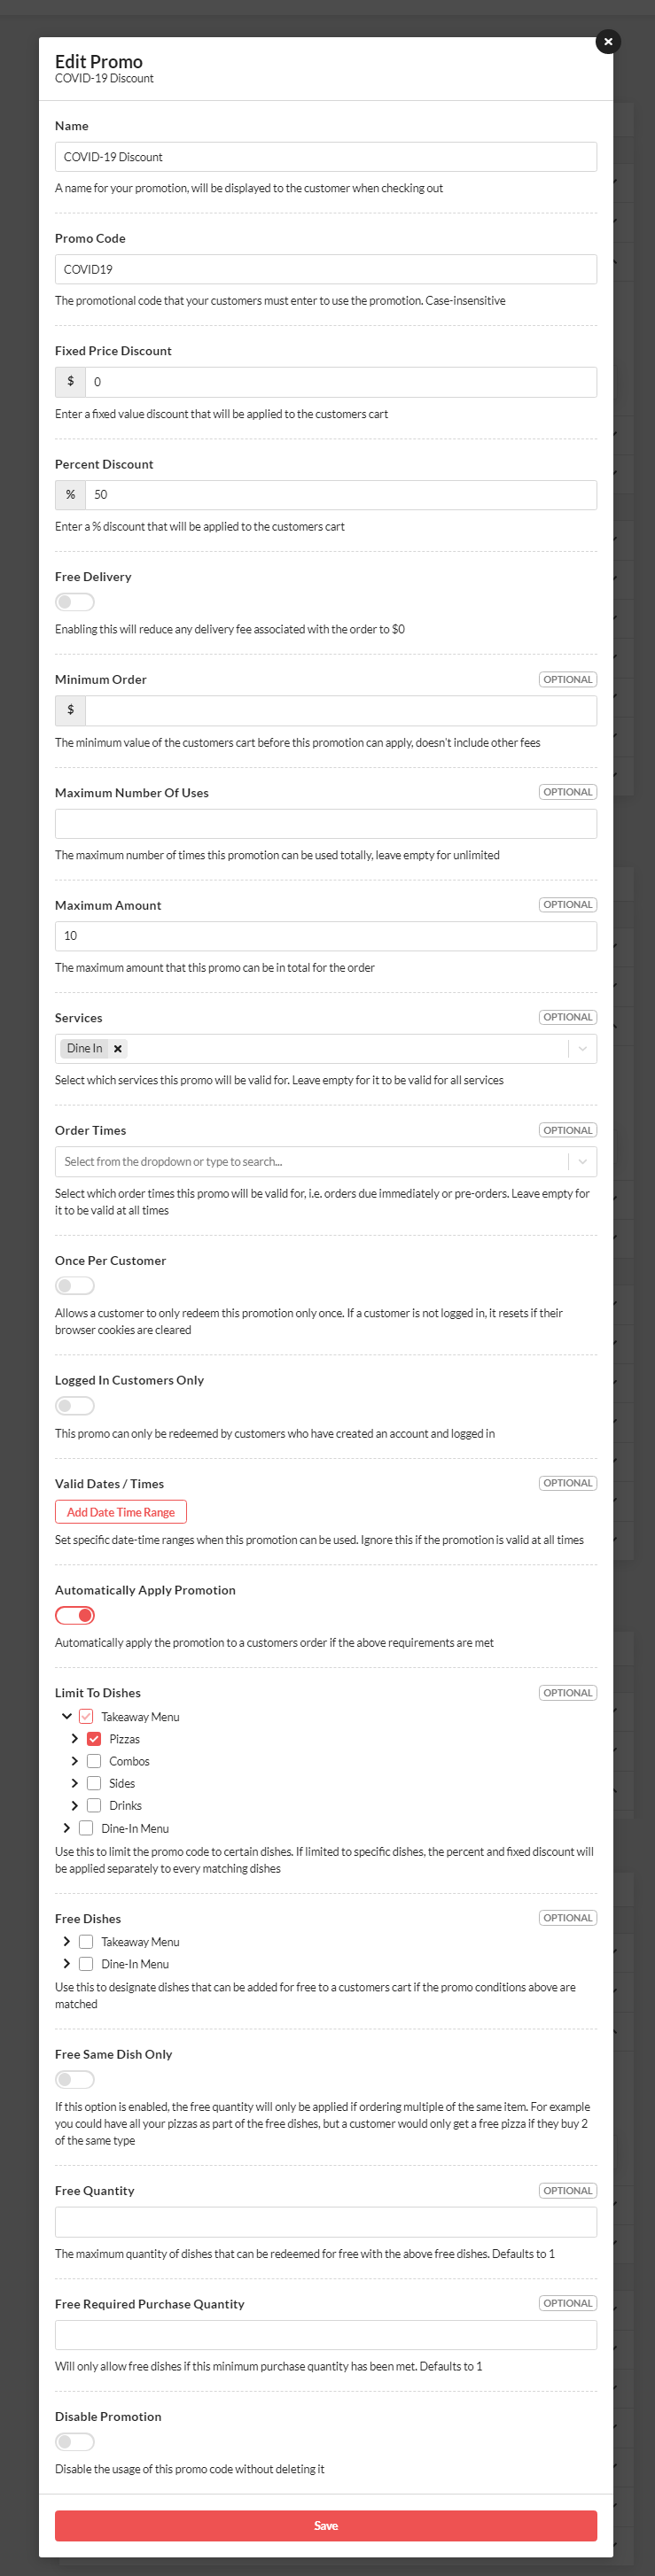 Edit Promo
COVID-19 Discount
Name
COVID-19 Discount
A name for your promotion, will be displayed to the customer when checking out
Promo Code
COVID19
The promotional code that your customers must enter to use the promotion. Case-insensitive
Fixed Price Discount
$ 0
Enter a fixed value discount that will be applied to the customers cart
Percent Discount
% 50
Enter a % discount that will be applied to the customers cart
Free Delivery
Enabling this will reduce any delivery fee associated with the order to $0
Minimum Order OPTIONAL
$
The minimum value of the customers cart before this promotion can apply, doesn't include other fees
Maximum Number Of Uses OPTIONAL
The maximum number of times this promotion can be used totally, leave empty for unlimited
Maximum Amount OPTIONAL
10
The maximum amount that this promo can be in total for the order
Services OPTIONAL
Dine In
Select which services this promo will be valid for. Leave empty for it to be valid for all services
Order Times OPTIONAL
Select from the dropdown or type to search...
Select which order times this promo will be valid for, i.e. orders due immediately or pre-orders. Leave empty for
it to be valid at all times
Once Per Customer
Allows a customer to only redeem this promotion only once. If a customer is not logged in, it resets if their
browser cookies are cleared
Logged In Customers Only
This promo can only be redeemed by customers who have created an account and logged in
Valid Dates / Times OPTIONAL
Add Date Time Range
Set specific date-time ranges when this promotion can be used. Ignore this if the promotion is valid at all times
Automatically Apply Promotion
Automatically apply the promotion to a customers order if the above requirements are met
Limit To Dishes OPTIONAL
Takeaway Menu
Pizzas
Combos
Sides
Drinks
Dine-In Menu
Use this to limit the promo code to certain dishes. If limited to specific dishes, the percent and fixed discount will
be applied separately to every matching dishes
Free Dishes OPTIONAL
Takeaway Menu
Dine-In Menu
Use this to designate dishes that can be added for free to a customers cart if the promo conditions above are
matched
Free Same Dish Only
If this option is enabled, the free quantity will only be applied if ordering multiple of the same item. For example
you could have all your pizzas as part of the free dishes, but a customer would only get a free pizza if they buy 2
of the same type
Free Quantity OPTIONAL
The maximum quantity of dishes that can be redeemed for free with the above free dishes. Defaults to 1
Free Required Purchase Quantity OPTIONAL
Will only allow free dishes if this minimum purchase quantity has been met. Defaults to 1
Disable Promotion
Disable the usage of this promo code without deleting it
Save